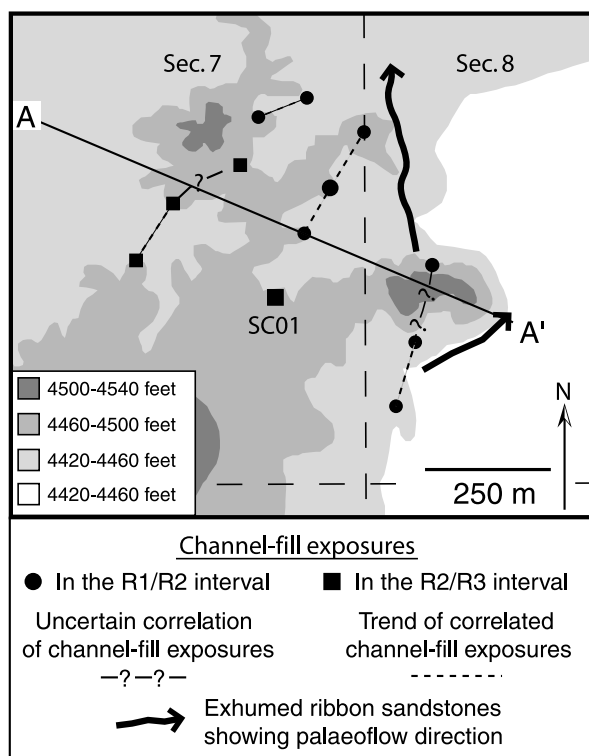 Sec. 7
Sec. 8
A
?
SC01
?
?
A'
4500-4540 feet
4460-4500 feet
4420-4460 feet
4420-4460 feet
N
250 m
Channel-fill exposures
In the R1/R2 interval
In the R2/R3 interval
Uncertain correlation
of channel-fill exposures
—?—?—
Trend of correlated
channel-fill exposures
Exhumed ribbon sandstones
showing palaeoflow direction